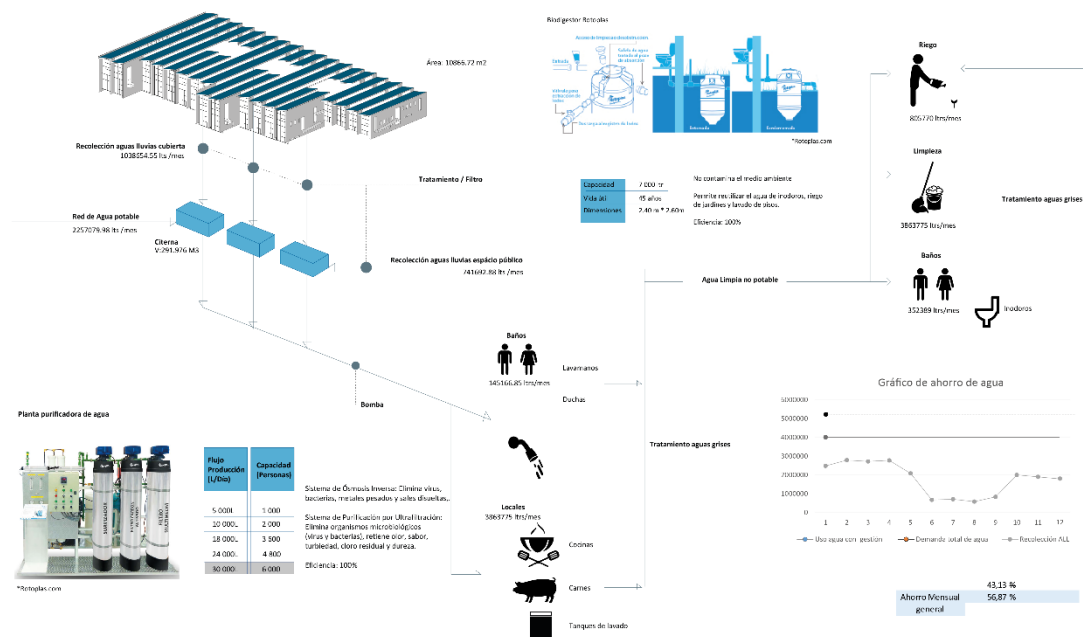 Área: 10866.72 m2
Recolección aguas lluvias cubierta
1038654.55 lts /mes
Tratamiento / Filtro
Red de Agua potable
2257079.98 lts /mes
Citerna
V:291.976 M3
Recolección aguas lluvias espácio público
741692.88 lts /mes
Bomba
Planta purificadora de agua
*Rotoplas.com
Flujo Producción (L/Día)
Capacidad (Personas)
5 000L 1 000
10 000L 2 000
18 000L 3 500
24 000L 4 800
30 000L 6 000
Sistema de Ósmosis Inversa: Elimina virus,
bacterias, metales pesados y sales disueltas.
Sistema de Purificación por Ultrafiltración:
Elimina organismos microbiológicos
(virus y bacterias), retiene olor, sabor,
turbiedad, cloro residual y dureza.
Eficiencia: 100%
Biodigestor Rotoplas
Entrada
*Rotoplas.com
Capacidad 7 000 ltr
Vida útil 45 años
Dimensiones 2.40 m * 2.60m
No contamina el medio ambiente
Permite reutilizar el agua de inodoros, riego
de jardines y lavado de pisos.
Eficiencia: 100%
Baños
145166.85 ltrs/mes
Lavamanos
Duchas
Locales
3863775 ltrs/mes
Cocinas
Carnes
Tanques de lavado
Tratamiento aguas grises
Agua Limpia no potable
Riego
805770 ltrs/mes
Limpieza
3863775 ltrs/mes
Tratamiento aguas grises
Baños
352389 ltrs/mes
Inodoros
Gráfico de ahorro de agua
6000000
5000000
4000000
3000000
2000000
1000000
0
1 2 3 4 5 6 7 8 9 10 11 12
Uso agua con gestion
Demanda total de agua
Recolección ALL
43,13 %
Ahorro Mensual general 56,87 %